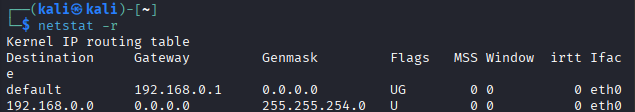 ┌──(kali㉿kali)-[~]
└─$ netstat -r
Kernel IP routing table
Destination     Gateway         Genmask         Flags   MSS Window  irtt Ifac
e
default         192.168.0.1     0.0.0.0         UG        0 0          0 eth0
192.168.0.0     0.0.0.0         255.255.254.0   U         0 0          0 eth0